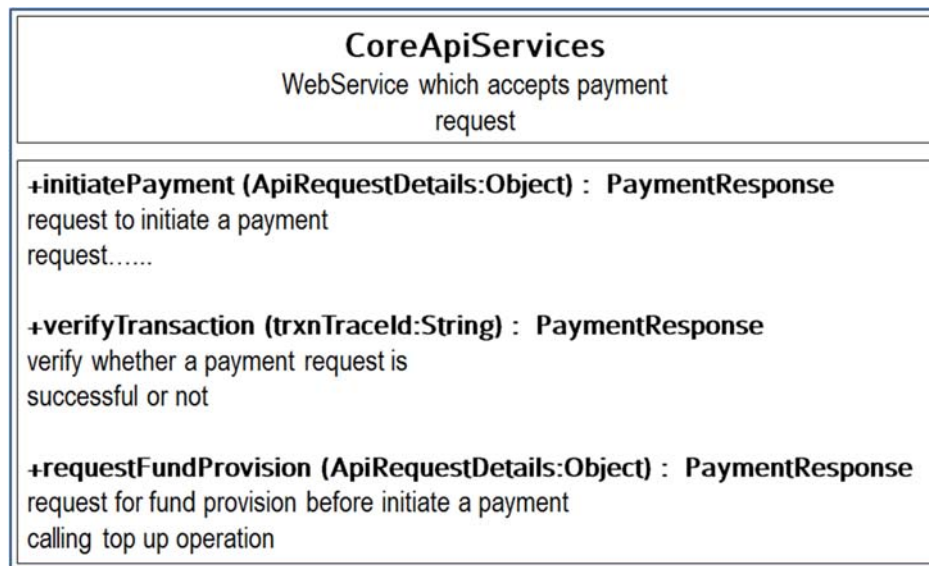 CoreApiServices
WebService which accepts payment
request
+initiatePayment (ApiRequestDetails:Object) : PaymentResponse
request to initiate a payment
request......
+verifyTransaction (trxnTraceId:String) : PaymentResponse
verify whether a payment request is
successful or not
+requestFundProvision (ApiRequestDetails:Object) : PaymentResponse
request for fund provision before initiate a payment
calling top up operation